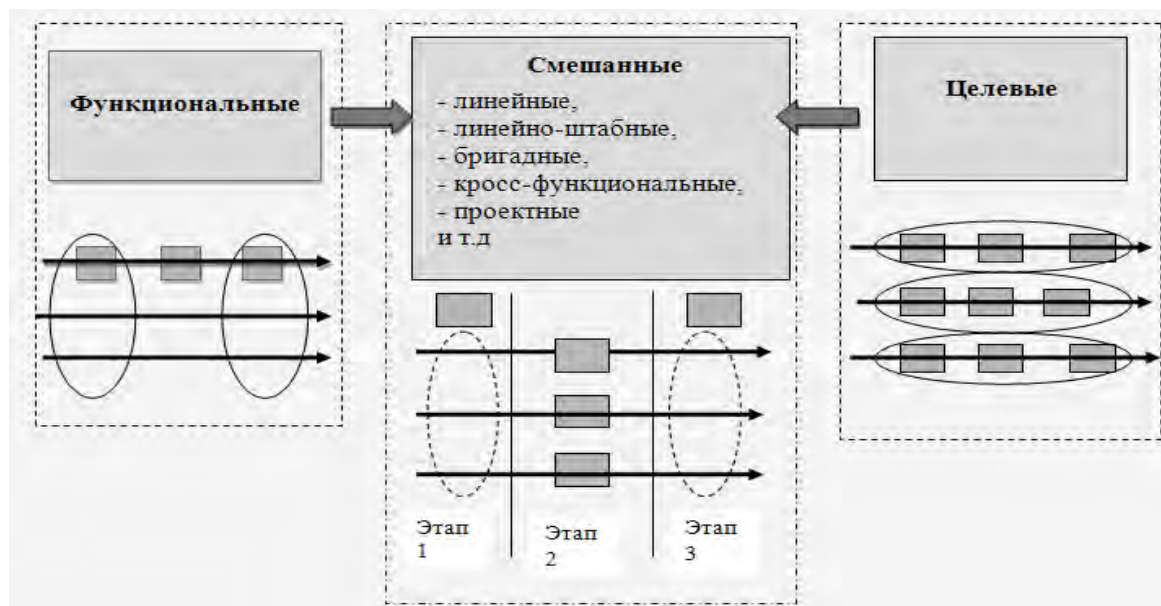 Функциональные
Смешанные
- линейные,
- линейно-штабные,
- бригадные,
- кросс-функциональные,
- проектные
и т.д
Целевые
Этап
1
Этап
2
Этап
3